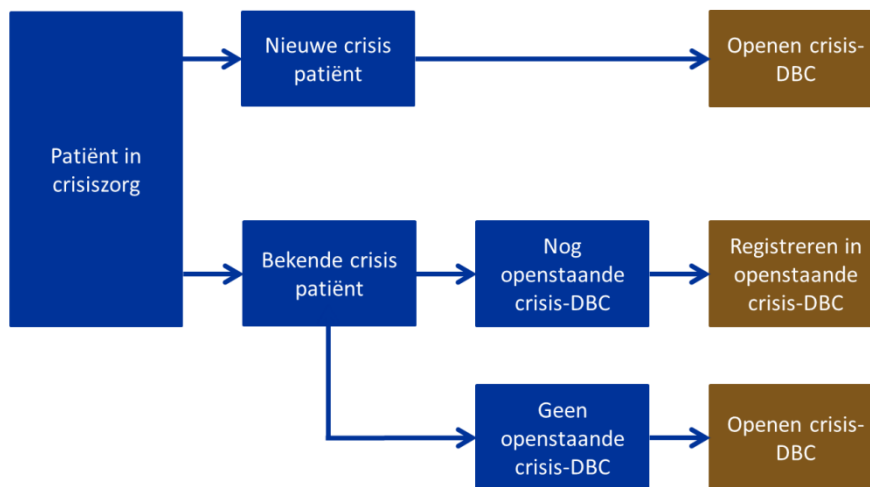 Patiënt in
crisiszorg
Nieuwe crisis
patiënt
Openen crisis-
DBC
Bekende crisis
patiënt
Nog
openstaande
crisis-DBC
Registreren in
openstaande
crisis-DBC
Geen
openstaande
crisis-DBC
Openen crisis-
DBC